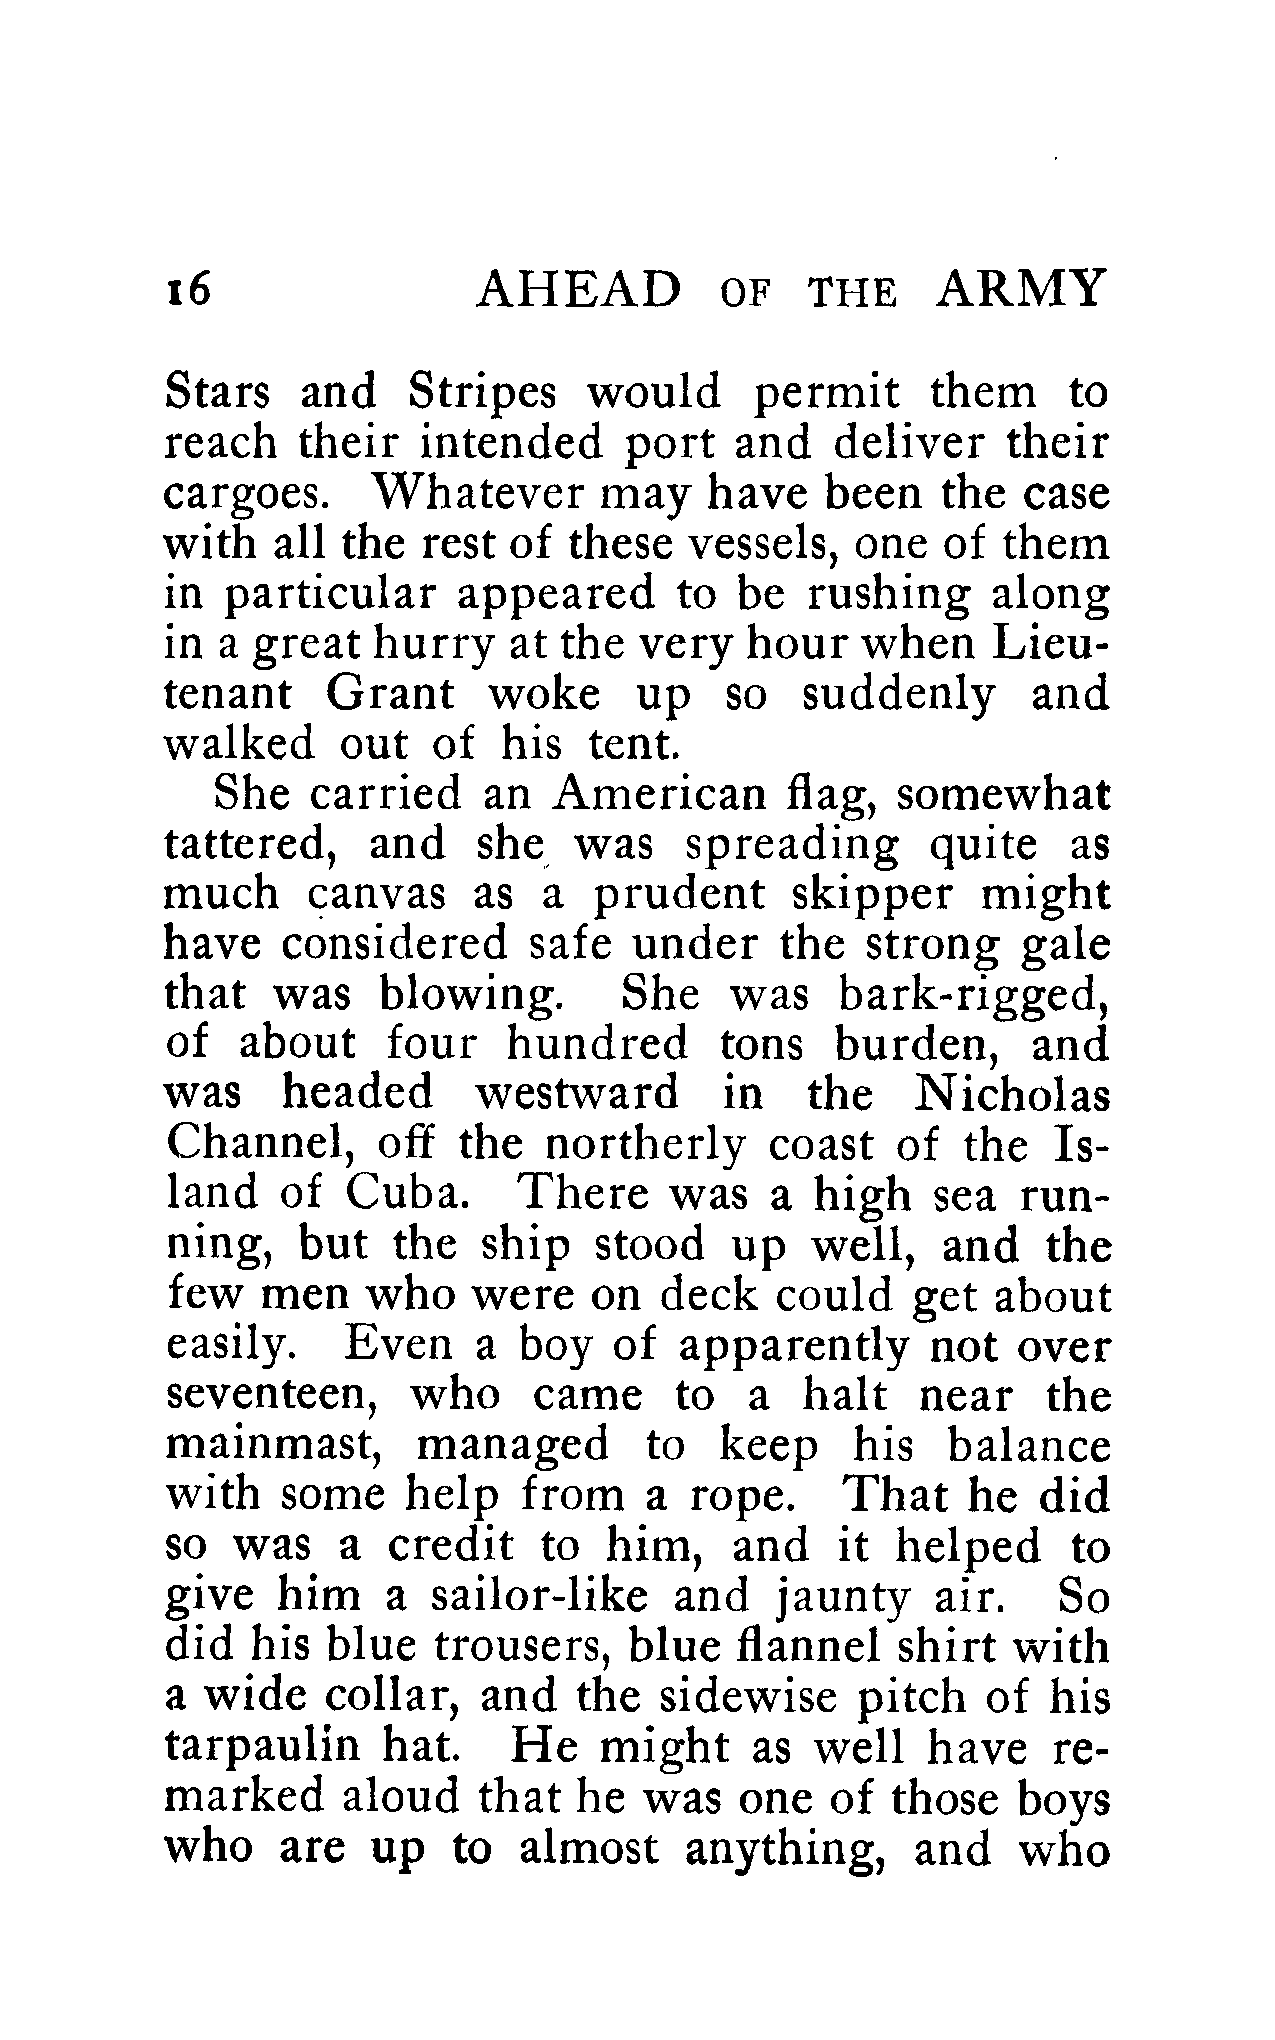 16 AHEAD OF THE ARMY
Stars and Stripes would permit them to
reach their intended port and deliver their
cargoes. Whatever may have been the case
with all the rest of these vessels, one of them
in particular appeared to be rushing along
in a great hurry at the very hour when Lieu-
tenant Grant woke up so suddenly and
walked out of his tent.
She carried an American flag, somewhat
tattered, and she was spreading quite as
much canvas as a prudent skipper might
have considered safe under the strong gale
that was blowing. She was bark-rigged,
of about four hundred tons burden, and
was headed westward in the Nicholas
Channel, off the northerly coast of the Is-
land of Cuba. There was a high sea run-
ning, but the ship stood up well, and the
few men who were on deck could get about
easily. Even a boy of apparently not over
seventeen, who came to a halt near the
mainmast, managed to keep his balance
with some help from a rope. That he did
so was a credit to him, and it helped to
give him a sailor-like and jaunty air. So
did his blue trousers, blue flannel shirt with
a wide collar, and the sidewise pitch of his
tarpaulin hat. He might as well have re-
marked aloud that he was one of those boys
who are up to almost anything, and who